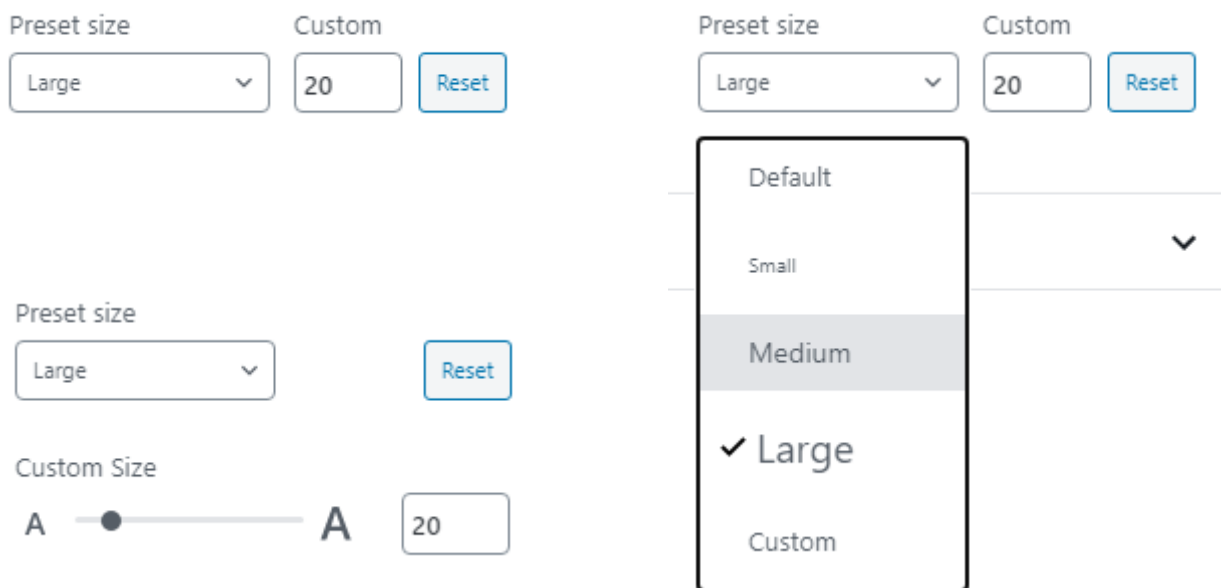 Preset size Custom
Large 20 Reset
Preset size
Large Reset
Custom Size
A A 20
Preset size Custom
Large 20 Reset
Default
Small
Medium
Large
Custom